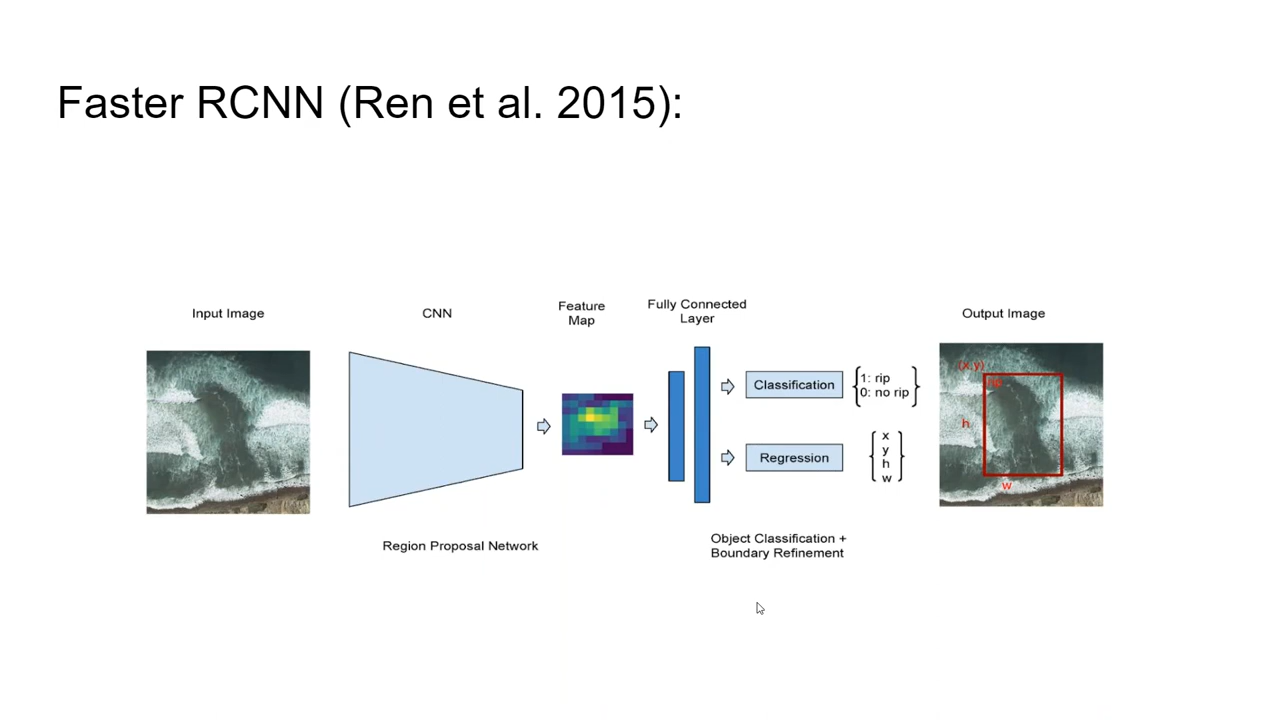 Faster RCNN (Ren et al. 2015):
Input Image
CNN
Feature
Map
Fully Connected
Layer
Output Image
Classification
1: rip
0: no rip
Regression
x
y
h
w
(x,y)
rip
h
w
Region Proposal Network
Object Classification +
Boundary Refinement